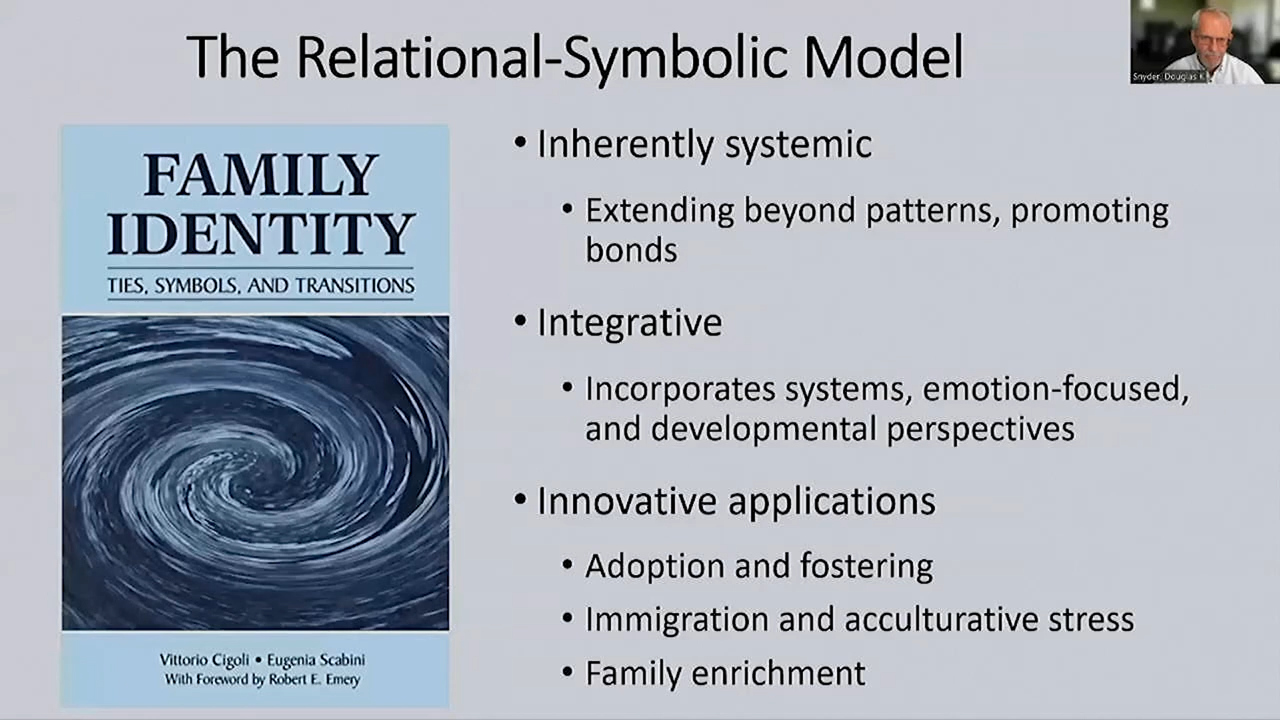 The Relational-Symbolic Model
Snyder, Douglas K
FAMILY
IDENTITY
TIES, SYMBOLS, AND TRANSITIONS
Vittorio Cigoli • Eugenia Scabini
With Foreword by Robert E. Emery
• Inherently systemic
• Extending beyond patterns, promoting
bonds
• Integrative
• Incorporates systems, emotion-focused,
and developmental perspectives
• Innovative applications
• Adoption and fostering
• Immigration and acculturative stress
• Family enrichment